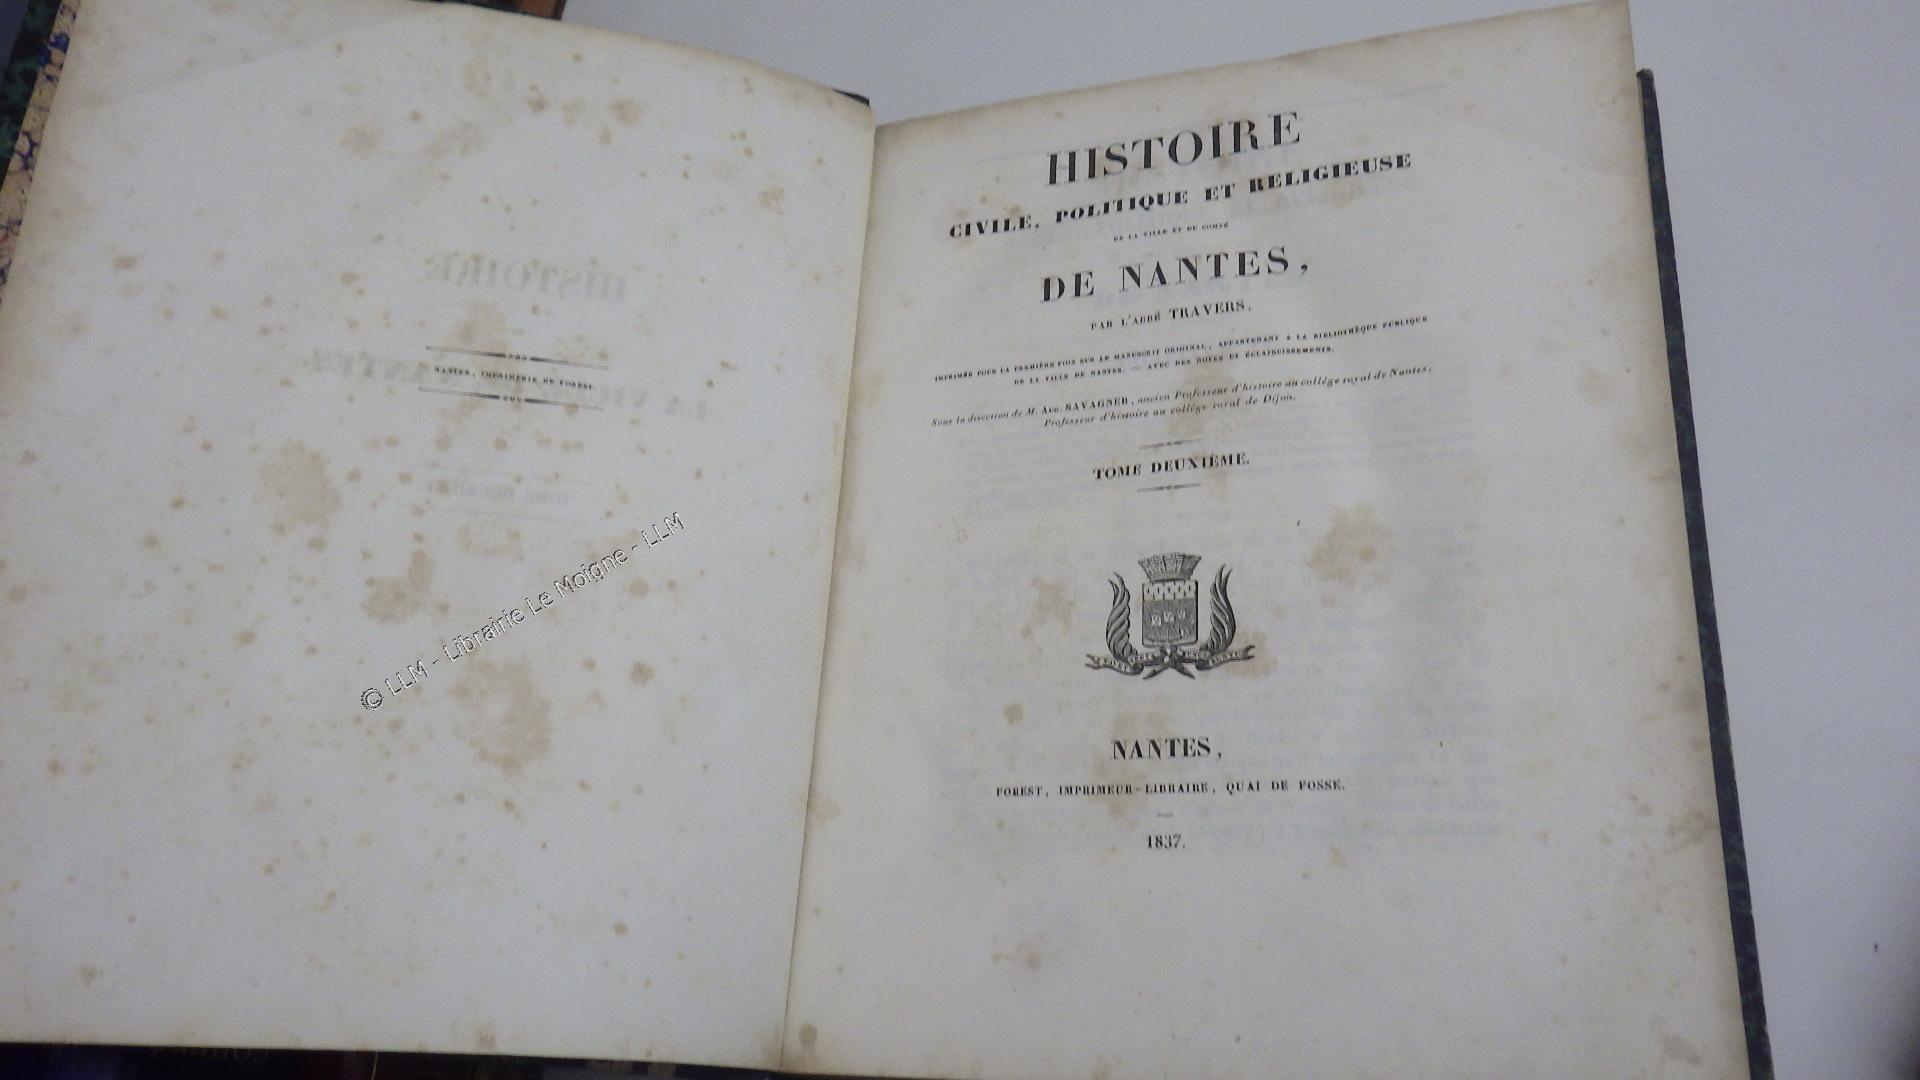 NANTES, IMPRIMERIE DE FOREST.
© LLM - Librairie Le Moigne - LLM
HISTOIRE
CIVILE, POLITIQUE ET RELIGIEUSE
DE LA VILLE ET DU COMTÉ
DE NANTES,
PAR L'ABBÉ TRAVERS,
IMPRIMÉE POUR LA PREMIÈRE FOIS SUR LE MANUSCRIT ORIGINAL, APPARTENANT A LA BIBLIOTHÈQUE PUBLIQUE
DE LA VILLE DE NANTES. — AVEC DES NOTES ET ÉCLAIRCISSEMENTS.
Sous la direction de M. AUG. SAVAGNER, ancien Professeur d'histoire au collége royal de Nantes,
Professeur d'histoire au collége royal de Dijon.
TOME DEUXIÈME.
NANTES,
FOREST, IMPRIMEUR-LIBRAIRE, QUAI DE FOSSE.
1837.